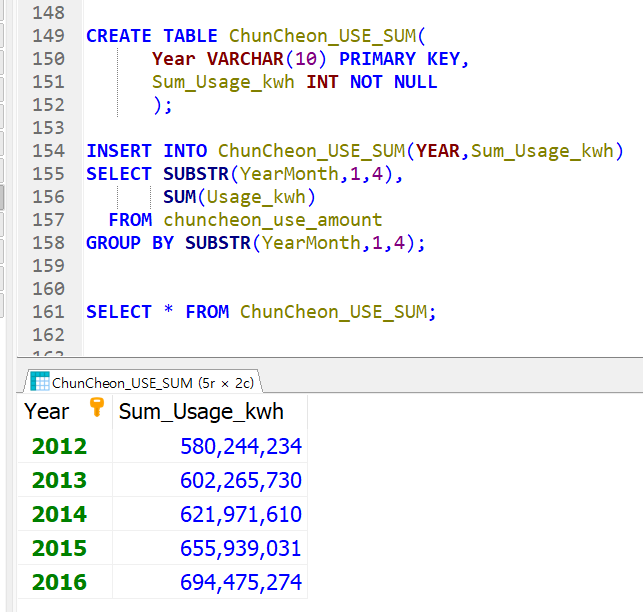 148
149 CREATE TABLE ChunCheon_USE_SUM(
150 Year VARCHAR(10) PRIMARY KEY,
151 Sum_Usage_kwh INT NOT NULL
152 );
153
154 INSERT INTO ChunCheon_USE_SUM(YEAR,Sum_Usage_kwh)
155 SELECT SUBSTR(YearMonth,1,4),
156 SUM(Usage_kwh)
157 FROM chuncheon_use_amount
158 GROUP BY SUBSTR(YearMonth,1,4);
159
160
161 SELECT * FROM ChunCheon_USE_SUM;
162
ChunCheon_USE_SUM (5r × 2c)
Year Sum_Usage_kwh
2012 580,244,234
2013 602,265,730
2014 621,971,610
2015 655,939,031
2016 694,475,274